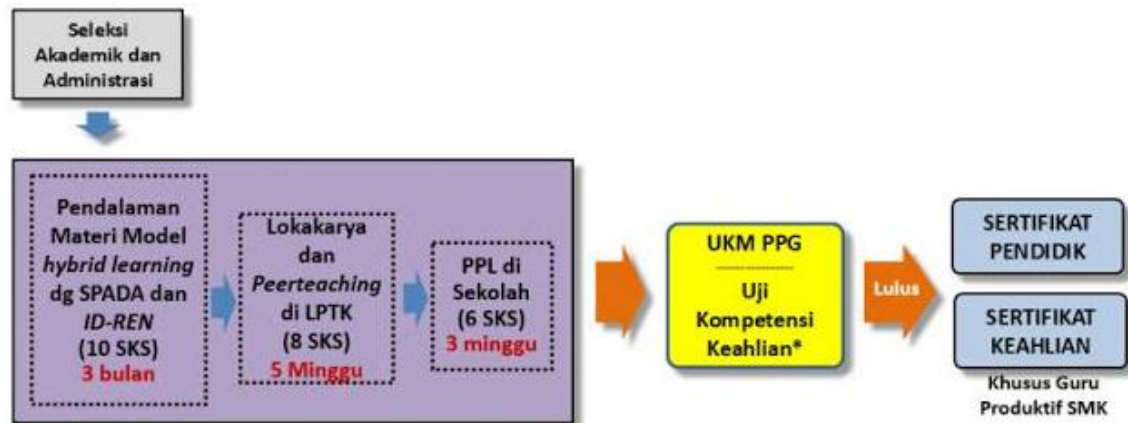 Seleksi
Akademik dan
Administrasi
Pendalaman
Materi Model
hybrid learning
dg SPADA dan
ID-REN
(10 SKS)
3 bulan
Lokakarya
dan
Peerteaching
di LPTK
(8 SKS)
5 Minggu
PPL di
Sekolah
(6 SKS)
3 minggu
UKM PPG
---------------
Uji
Kompetensi
Keahlian*
Lulus
SERTIFIKAT
PENDIDIK
SERTIFIKAT
KEAHLIAN
Khusus Guru
Produktif SMK